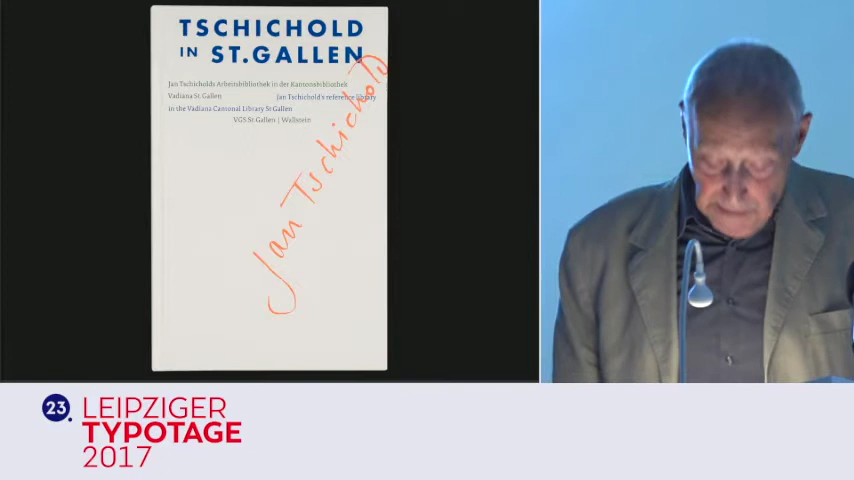 TSCHICHOLD
IN ST.GALLEN
Jan Tschicholds Arbeitsbibliothek in der Kantonsbibliothek
Vadiana St. Gallen Jan Tschichold's reference library
in the Vadiana Cantonal Library St Gallen
VGS St·Gallen | Wallstein
Jan Tschichold
23. LEIPZIGER
TYPOTAGE
2017